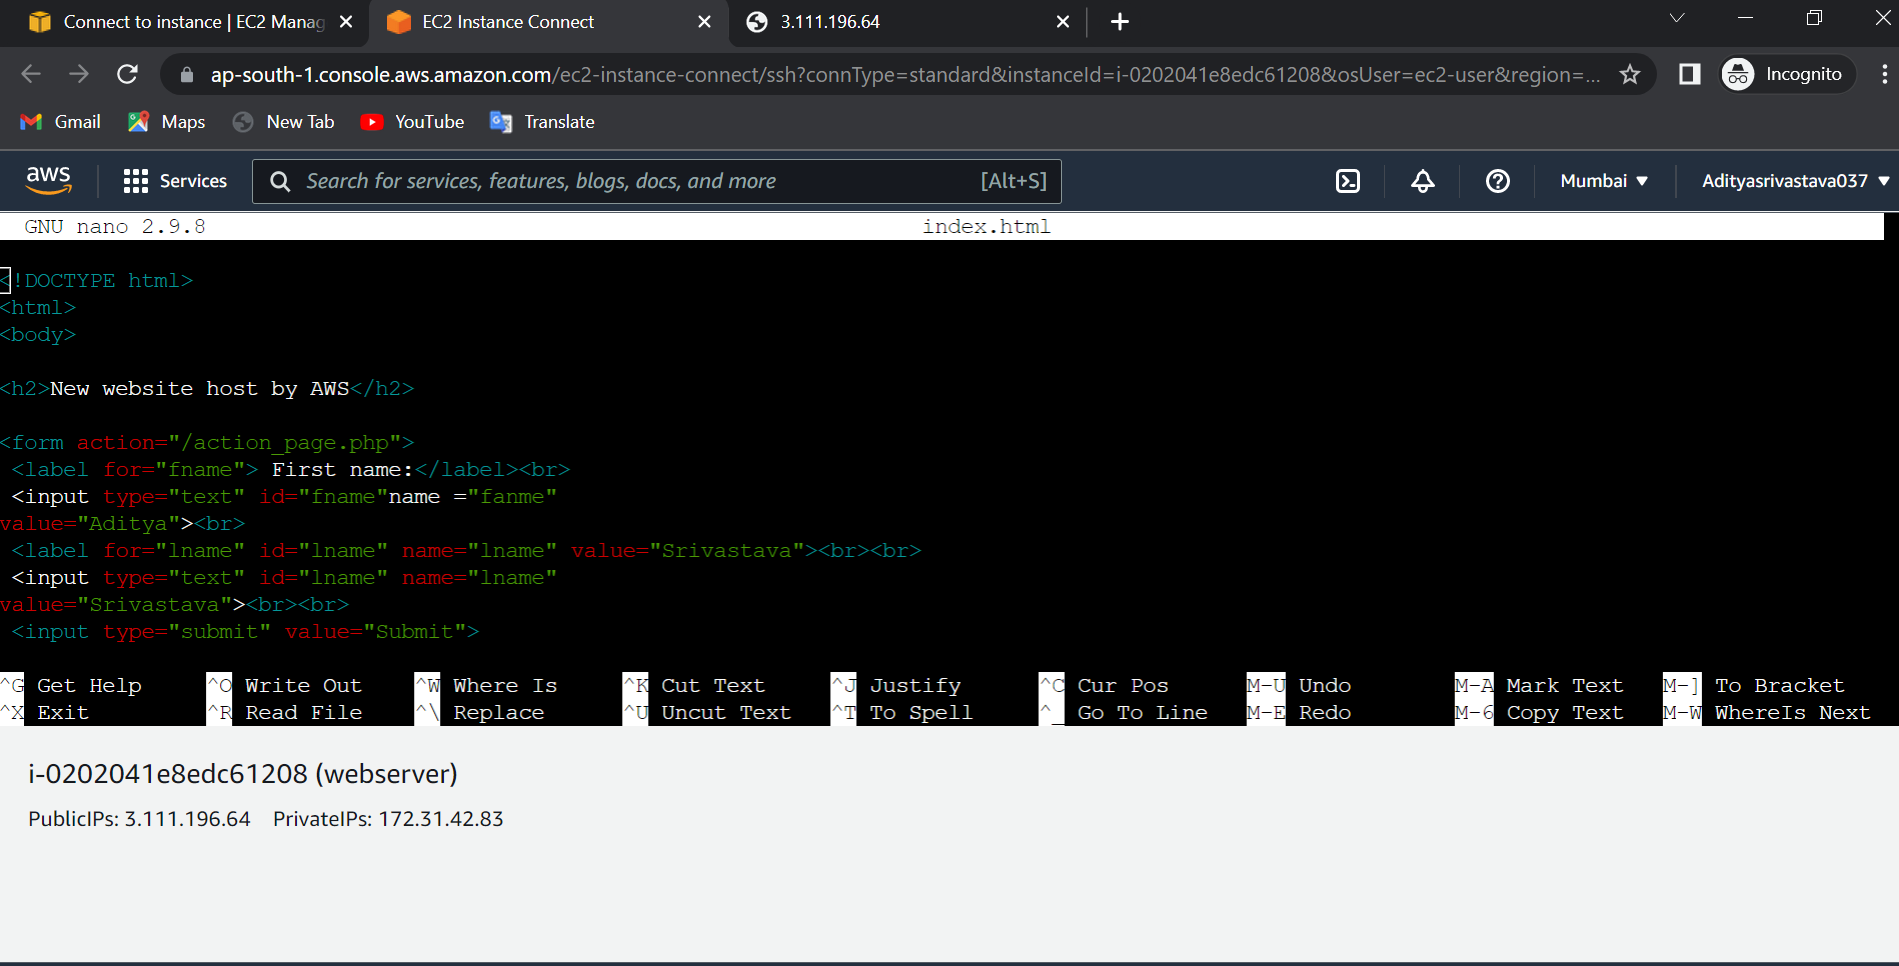 Connect to instance | EC2 Manag
EC2 Instance Connect
3.111.196.64
ap-south-1.console.aws.amazon.com/ec2-instance-connect/ssh?connType=standard&instanceId=i-0202041e8edc61208&osUser=ec2-user&region=...
Incognito
Gmail
Maps
New Tab
YouTube
Translate
aws
Services
Search for services, features, blogs, docs, and more
[Alt+S]
Mumbai
Adityasrivastava037
GNU nano 2.9.8
index.html
<!DOCTYPE html>
<html>
<body>
<h2>New website host by AWS</h2>
<form action="/action_page.php">
<label for="fname"> First name:</label><br>
<input type="text" id="fname"name ="fanme"
value="Aditya"><br>
<label for="lname" id="lname" name="lname" value="Srivastava"><br><br>
<input type="text" id="lname" name="lname"
value="Srivastava"><br><br>
<input type="submit" value="Submit">
^G Get Help ^O Write Out ^W Where Is ^K Cut Text ^J Justify ^C Cur Pos M-U Undo M-A Mark Text M-] To Bracket
^X Exit ^R Read File ^\ Replace ^U Uncut Text ^T To Spell ^_ Go To Line M-E Redo M-6 Copy Text M-W WhereIs Next
i-0202041e8edc61208 (webserver)
PublicIPs: 3.111.196.64 PrivateIPs: 172.31.42.83